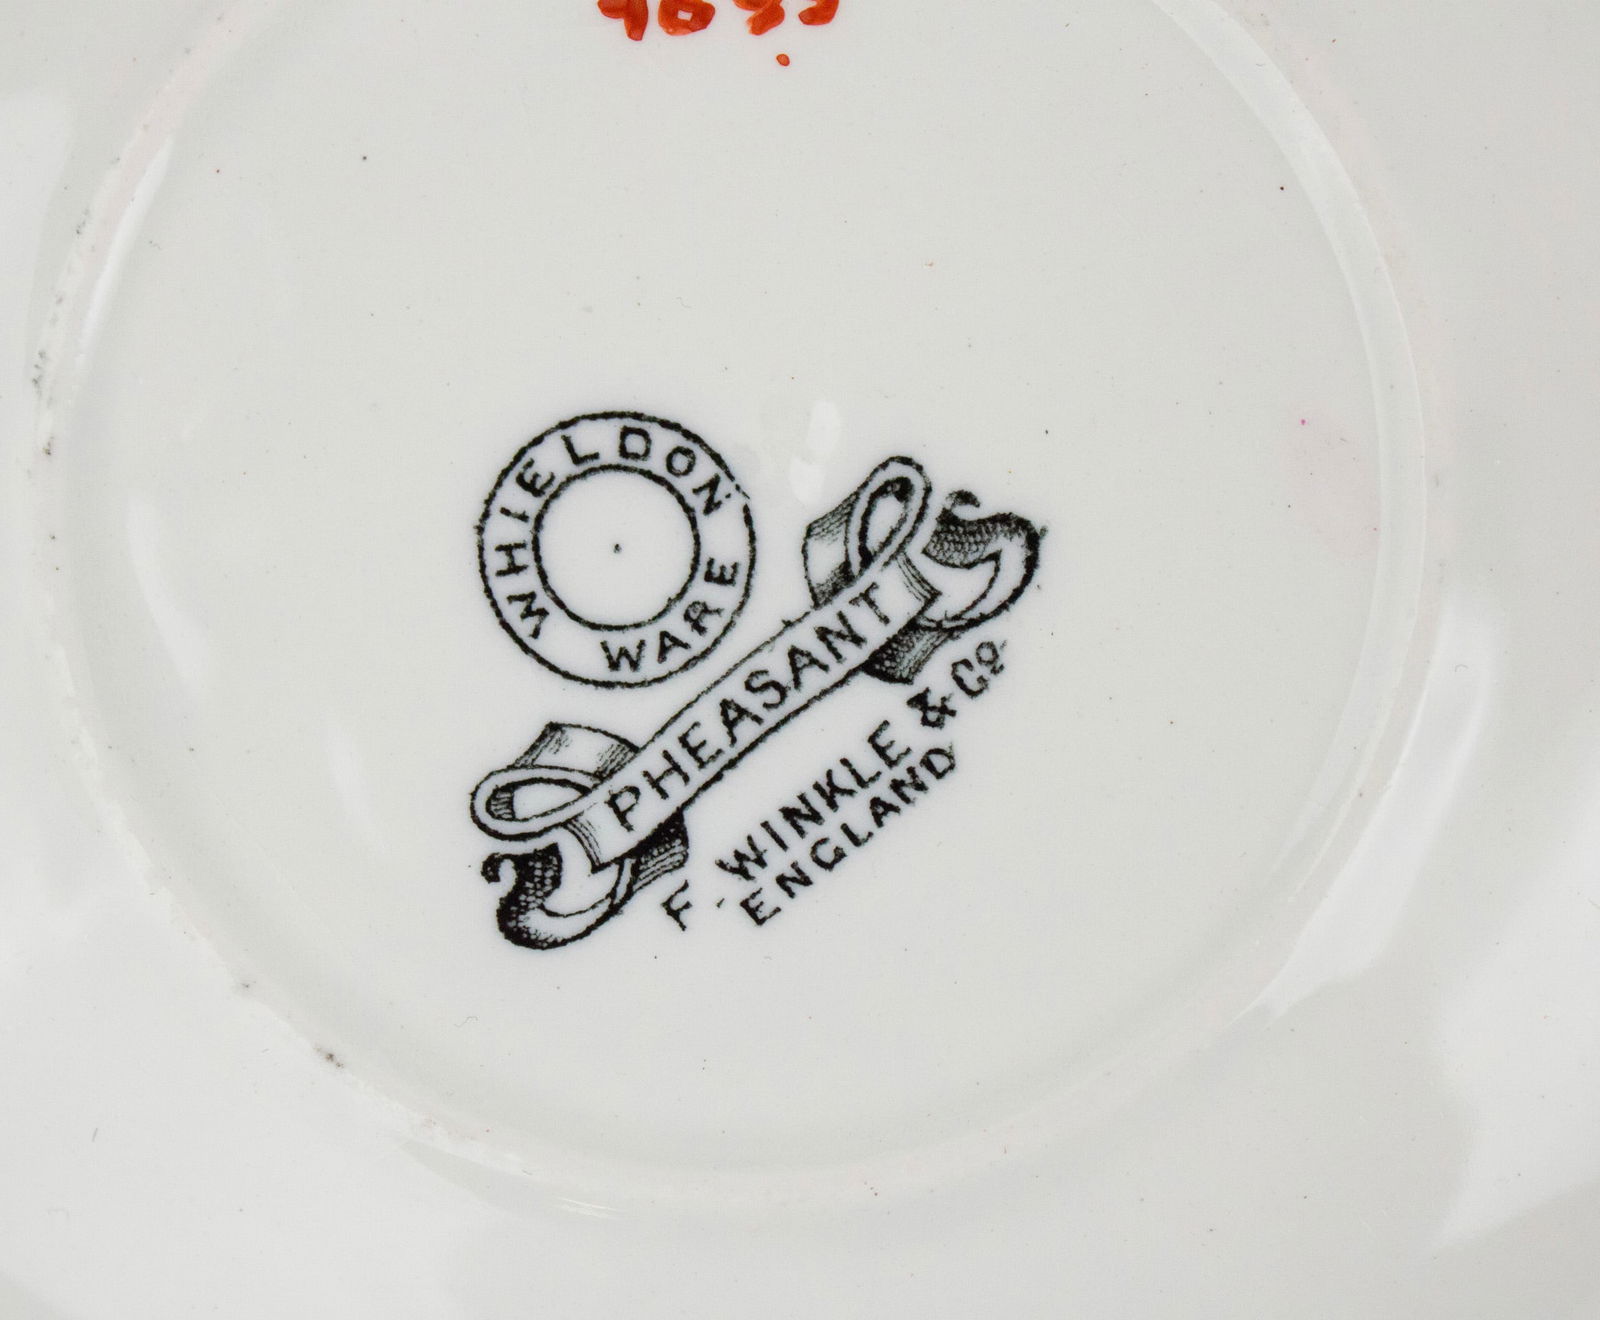 WHIELDON WARE
PHEASANT
F. WINKLE & Co
ENGLAND